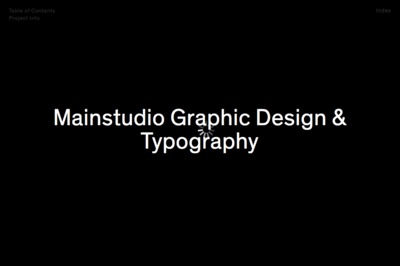 Table of Contents
Index
Project Info
Mainstudio Graphic Design &
Typography